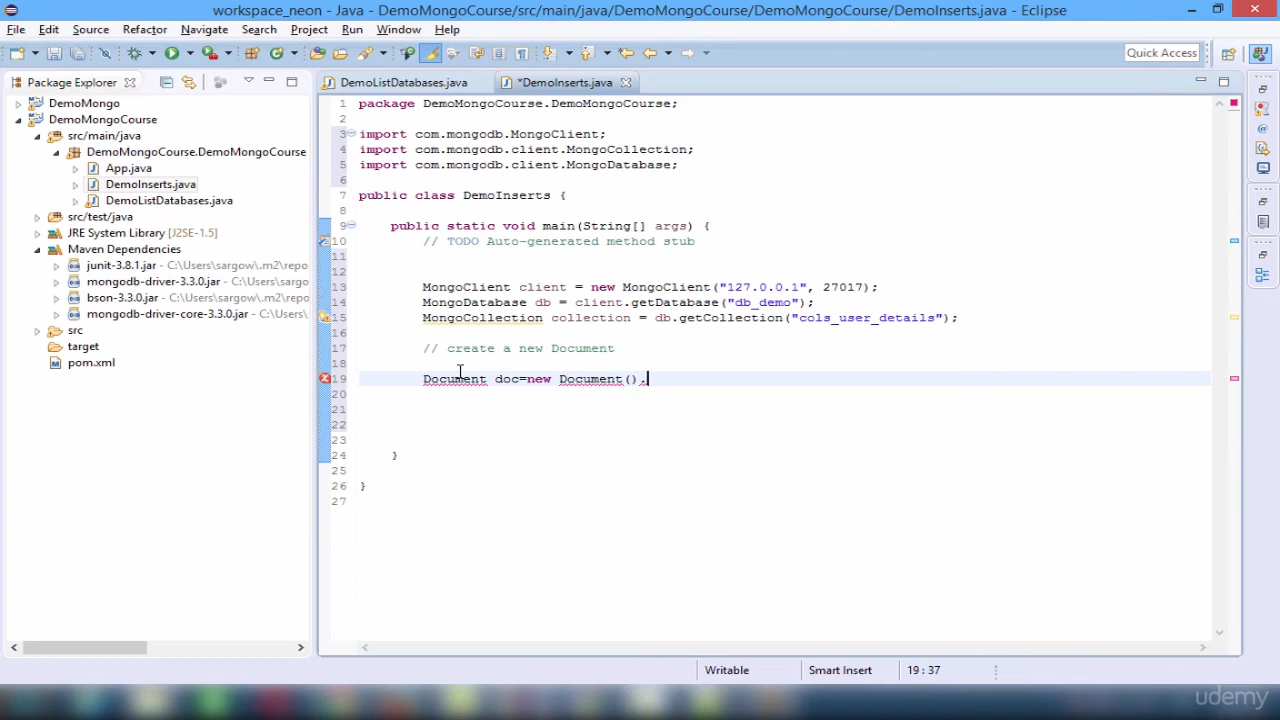 workspace_neon - Java - DemoMongoCourse/src/main/java/DemoMongoCourse/DemoMongoCourse/DemoInserts.java - Eclipse
File Edit Source Refactor Navigate Search Project Run Window Help
Quick Access
Package Explorer
DemoMongo
DemoMongoCourse
src/main/java
DemoMongoCourse.DemoMongoCourse
App.java
DemoInserts.java
DemoListDatabases.java
src/test/java
JRE System Library [J2SE-1.5]
Maven Dependencies
junit-3.8.1.jar - C:\Users\sargow\.m2\repo
mongodb-driver-3.3.0.jar - C:\Users\sargow
bson-3.3.0.jar - C:\Users\sargow\.m2\repo
mongodb-driver-core-3.3.0.jar - C:\Users\
src
target
pom.xml
DemoListDatabases.java *DemoInserts.java
1 package DemoMongoCourse.DemoMongoCourse;
2
3 import com.mongodb.MongoClient;
4 import com.mongodb.client.MongoCollection;
5 import com.mongodb.client.MongoDatabase;
6
7 public class DemoInserts {
8
9 public static void main(String[] args) {
10 // TODO Auto-generated method stub
11
12
13 MongoClient client = new MongoClient("127.0.0.1", 27017);
14 MongoDatabase db = client.getDatabase("db_demo");
15 MongoCollection collection = db.getCollection("cols_user_details");
16
17 // create a new Document
18
19 Document doc=new Document().
20
21
22
23
24 }
25
26 }
27
Writable Smart Insert 19 : 37
udemy